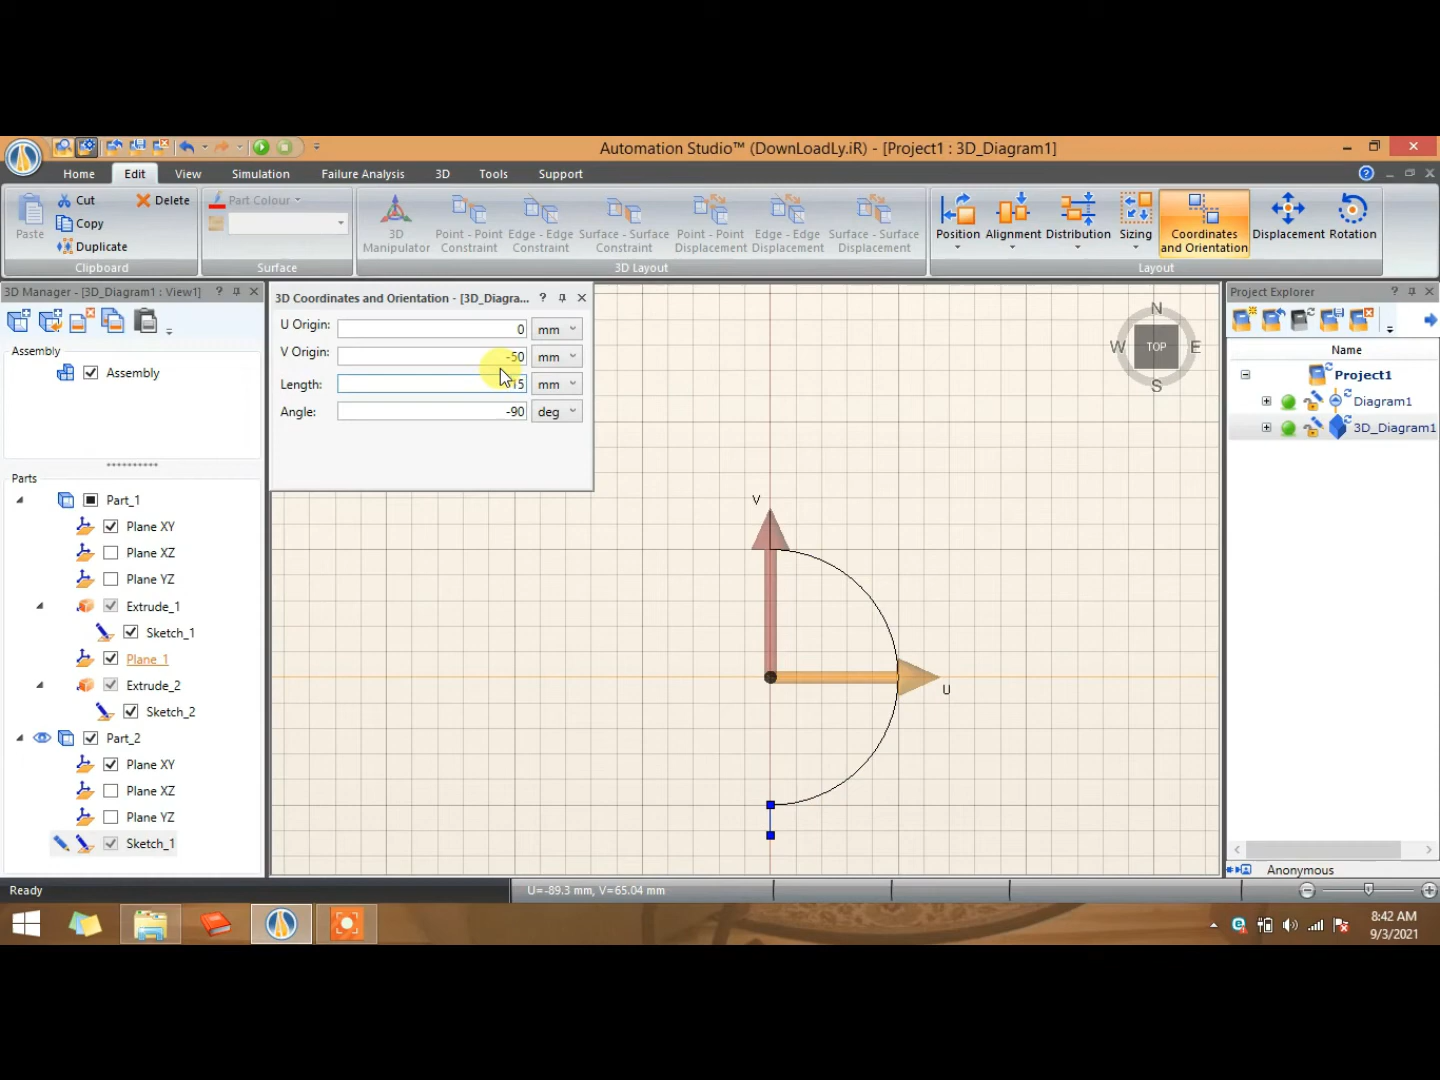 Automation Studio™ (DownLoadLy.iR) - [Project1 : 3D_Diagram1]
Home Edit View Simulation Failure Analysis 3D Tools Support
Paste Cut Copy Duplicate Delete
Clipboard
Part Colour
Surface
3D Manipulator
Point - Point Constraint
Edge - Edge Constraint
Surface - Surface Constraint
Point - Point Displacement
Edge - Edge Displacement
Surface - Surface Displacement
3D Layout
Position Alignment Distribution Sizing
Coordinates and Orientation
Displacement Rotation
Layout
3D Manager - [3D_Diagram1 : View1]
Assembly
Assembly
Parts
Part_1
Plane XY
Plane XZ
Plane YZ
Extrude_1
Sketch_1
Plane_1
Extrude_2
Sketch_2
Part_2
Plane XY
Plane XZ
Plane YZ
Sketch_1
3D Coordinates and Orientation - [3D_Diagra...
U Origin: 0 mm
V Origin: -50 mm
Length: mm
Angle: -90 deg
V
U
N
W TOP E
S
Project Explorer
Name
Project1
Diagram1
3D_Diagram1
Anonymous
Ready
U=-89.3 mm, V=65.04 mm
8:42 AM
9/3/2021